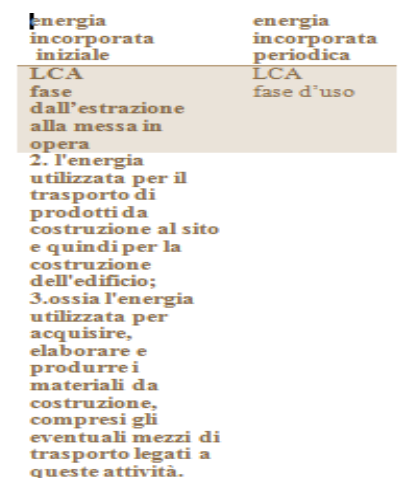 energia
incorporata
iniziale
energia
incorporata
periodica
LCA
fase
dall'estrazione
alla messa in
opera
LCA
fase d'uso
2. l'energia
utilizzata per il
trasporto di
prodotti da
costruzione al sito
e quindi per la
costruzione
dell'edificio;
3.ossia l'energia
utilizzata per
acquisire,
elaborare e
produrre i
materiali da
costruzione,
compresi gli
eventuali mezzi di
trasporto legati a
queste attività.